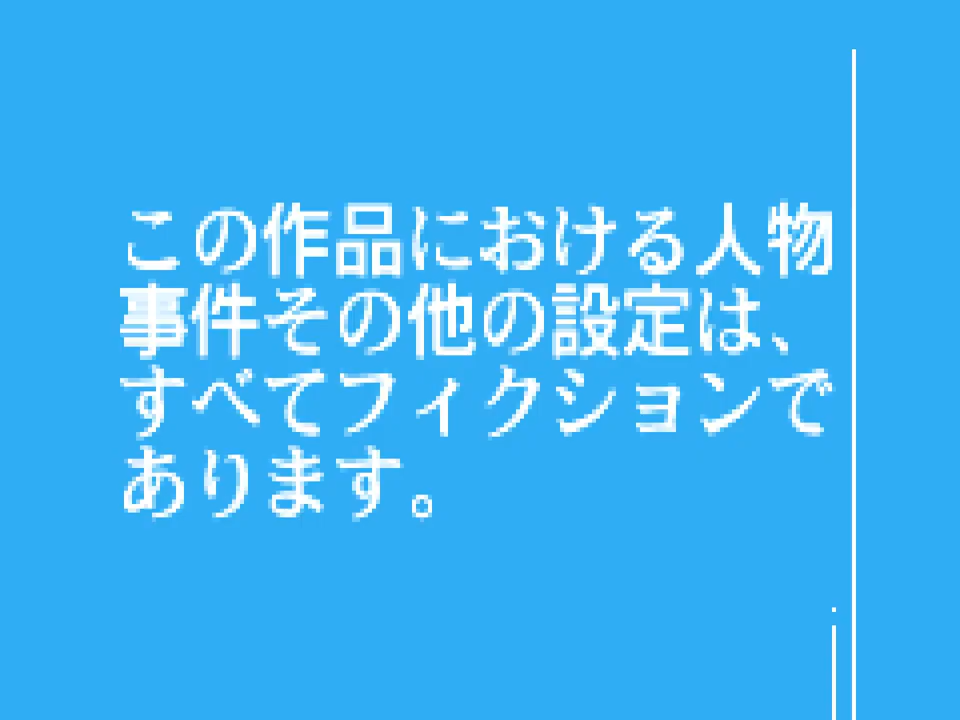 この作品における人物
事件その他の設定は、
すべてフィクションで
あります。